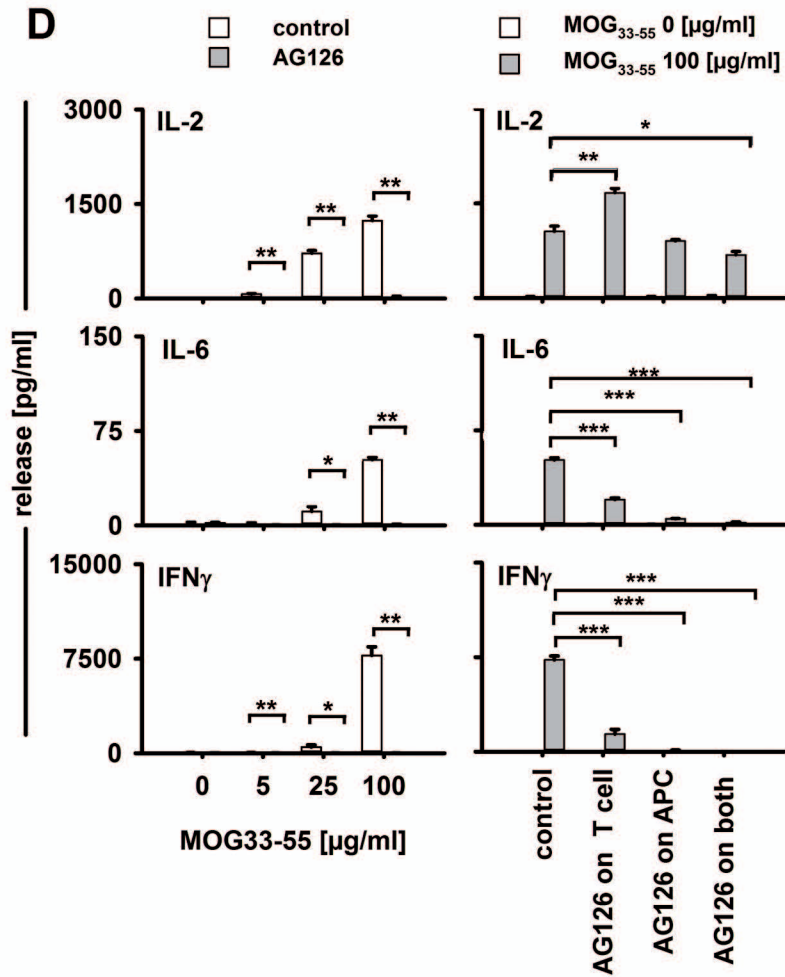 D
control
AG126
MOG33-55 0 [µg/ml]
MOG33-55 100 [µg/ml]
release [pg/ml]
3000
1500
0
IL-2
**
**
**
IL-2
*
**
150
75
0
IL-6
*
**
IL-6
***
***
***
15000
7500
0
IFNγ
**
*
**
IFNγ
***
***
***
0 5 25 100
MOG33-55 [µg/ml]
control
AG126 on T cell
AG126 on APC
AG126 on both